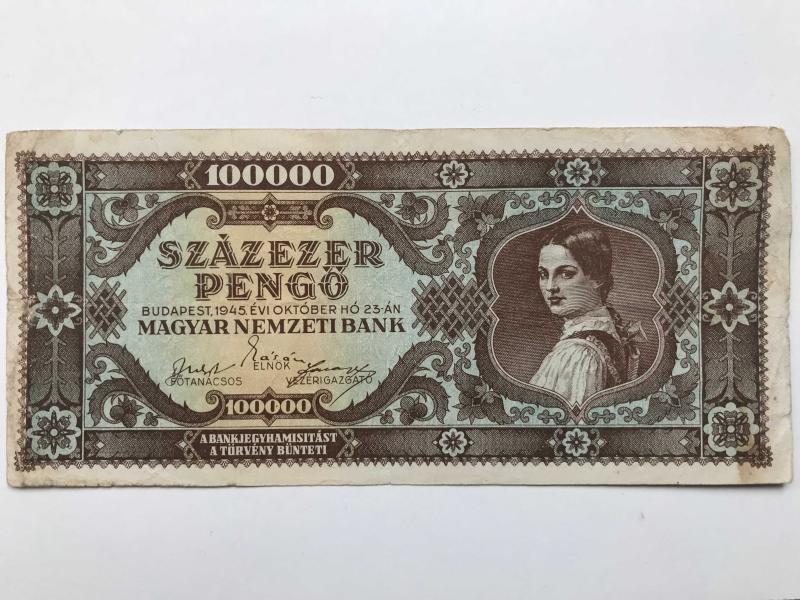 100000
SZÁZEZER
PENGŐ
BUDAPEST, 1945. ÉVI OKTÓBER HÓ 23-ÁN
MAGYAR NEMZETI BANK
ELNÖK
FŐTANÁCSOS VEZÉRIGAZGATÓ
100000
A BANKJEGYHAMISITÁST
A TÖRVÉNY BÜNTETI